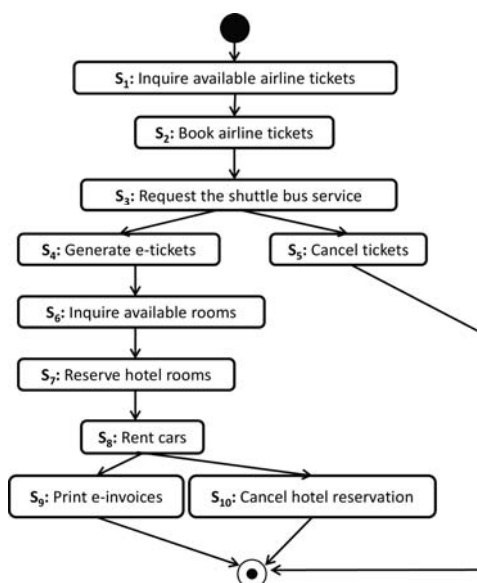 S₁: Inquire available airline tickets
S₂: Book airline tickets
S₃: Request the shuttle bus service
S₄: Generate e-tickets
S₅: Cancel tickets
S₆: Inquire available rooms
S₇: Reserve hotel rooms
S₈: Rent cars
S₉: Print e-invoices
S₁₀: Cancel hotel reservation